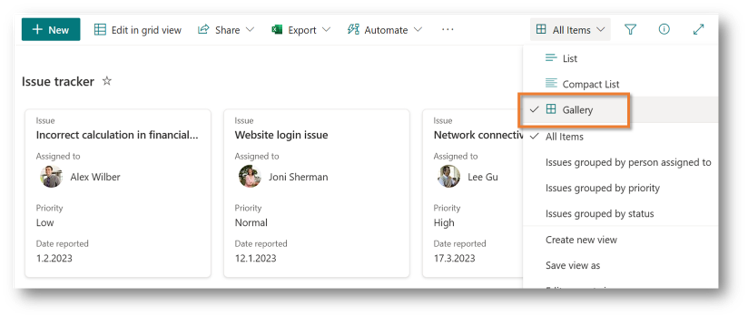 New
Edit in grid view
Share
Export
Automate
All Items
List
Compact List
Gallery
All Items
Issues grouped by person assigned to
Issues grouped by priority
Issues grouped by status
Create new view
Save view as
Issue tracker
Issue
Incorrect calculation in financial...
Assigned to
Alex Wilber
Priority
Low
Date reported
1.2.2023
Issue
Website login issue
Assigned to
Joni Sherman
Priority
Normal
Date reported
12.1.2023
Issue
Network connectiv
Assigned to
Lee Gu
Priority
High
Date reported
17.3.2023